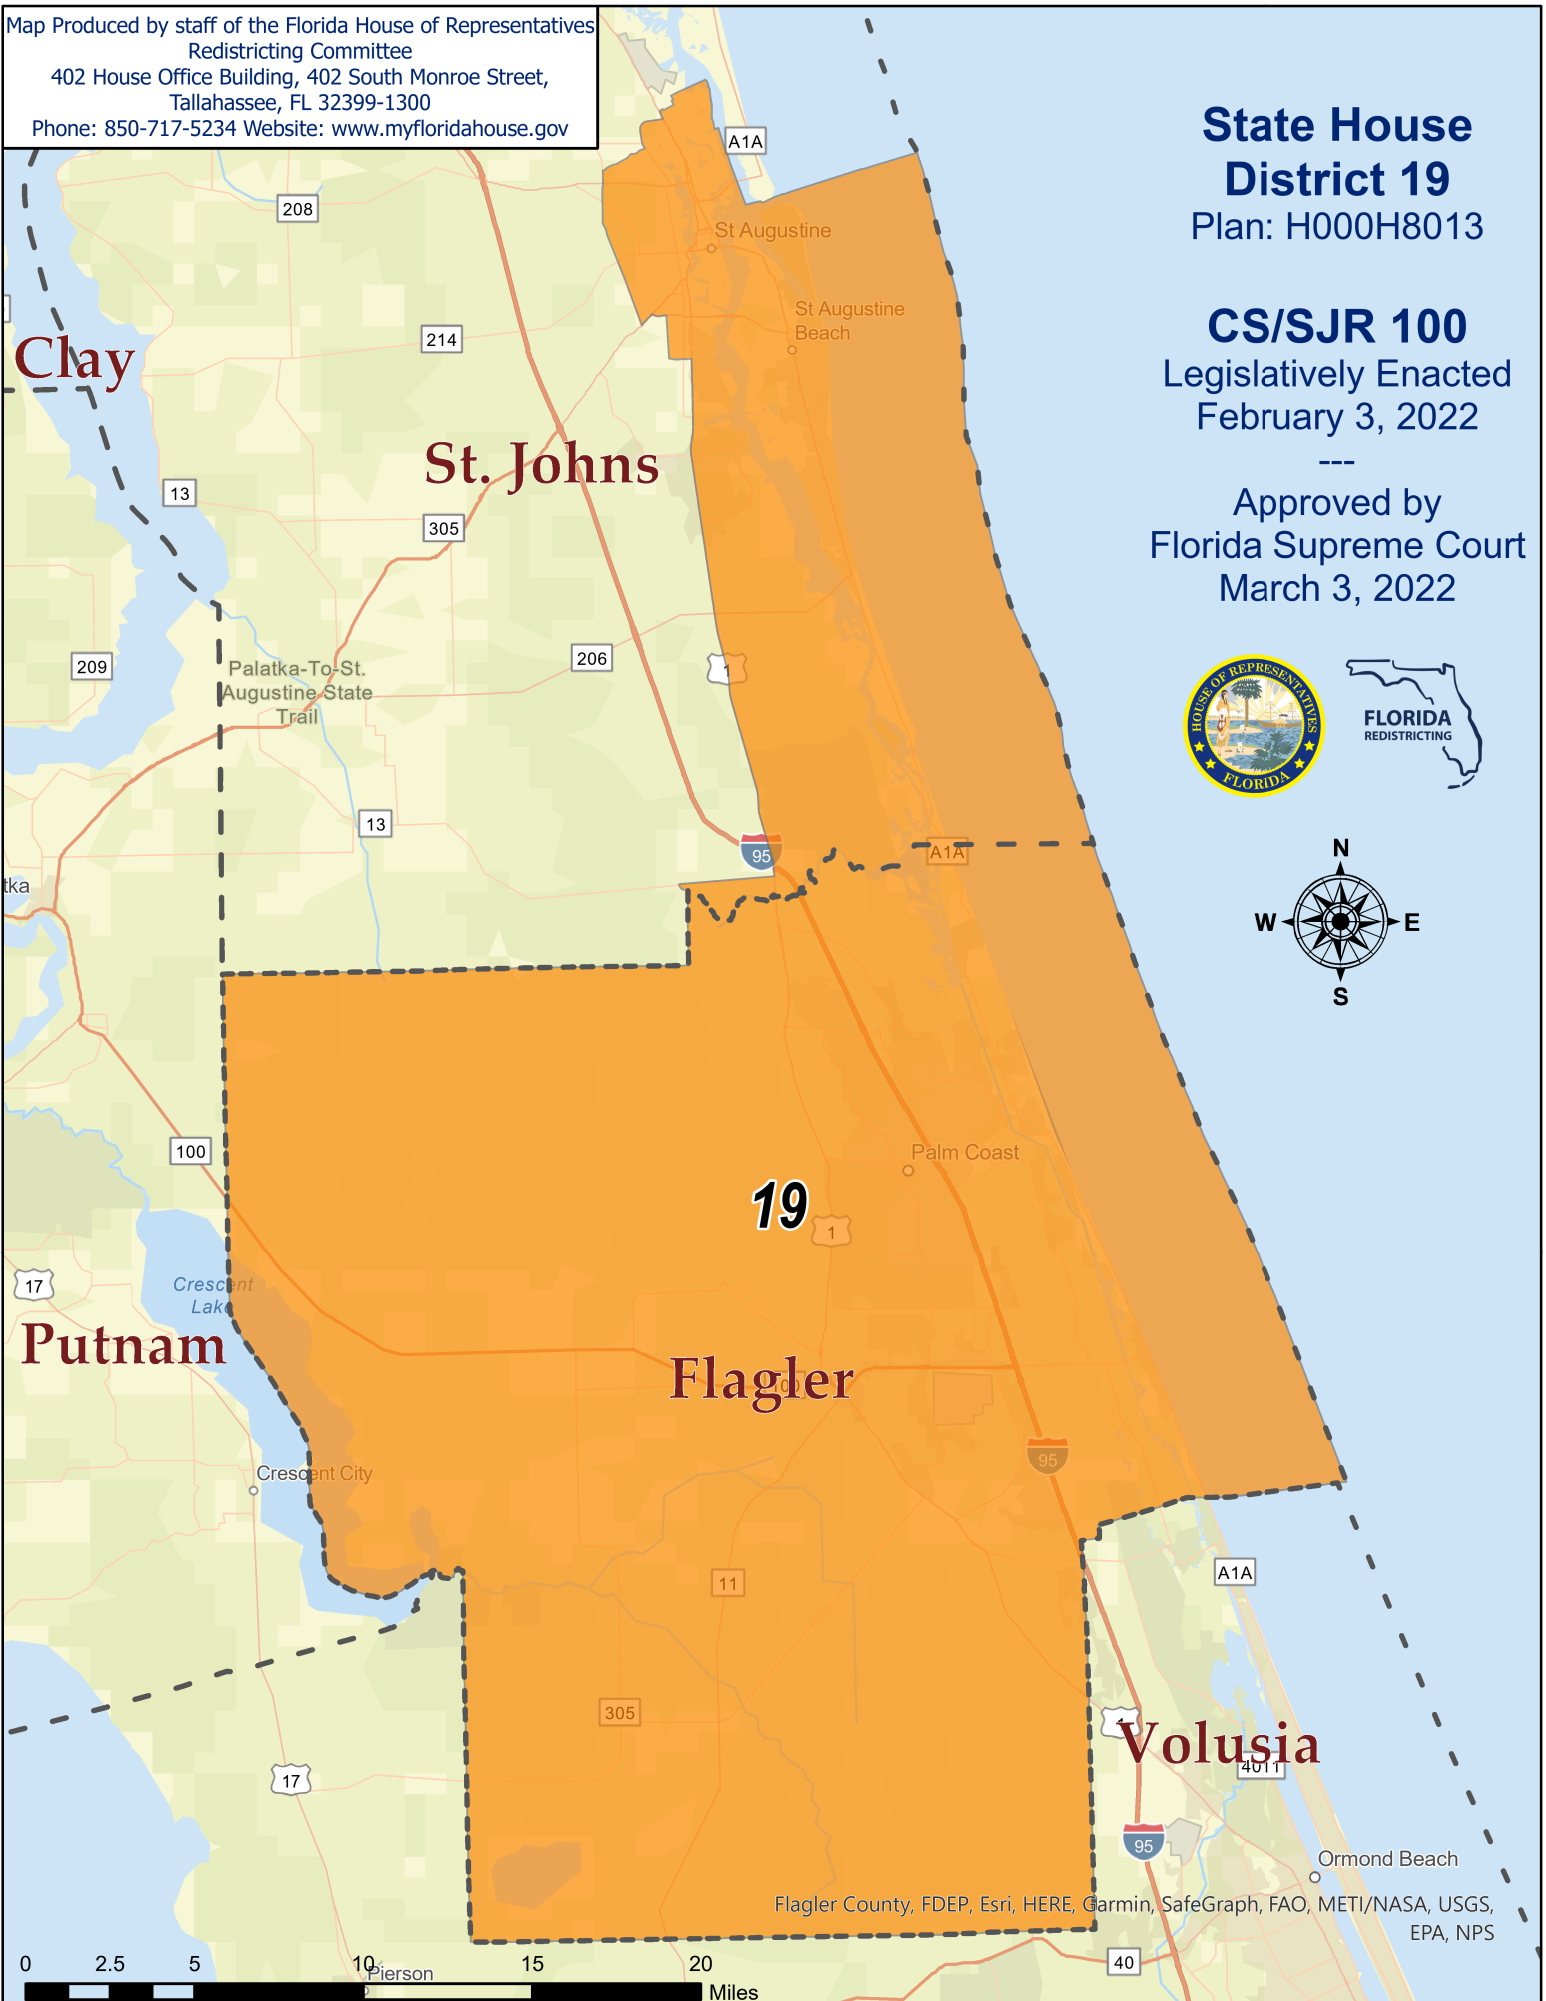 Map Produced by staff of the Florida House of Representatives
Redistricting Committee
402 House Office Building, 402 South Monroe Street,
Tallahassee, FL 32399-1300
Phone: 850-717-5234 Website: www.myfloridahouse.gov
State House
District 19
Plan: H000H8013
CS/SJR 100
Legislatively Enacted
February 3, 2022
---
Approved by
Florida Supreme Court
March 3, 2022
HOUSE OF REPRESENTATIVES
FLORIDA
FLORIDA
REDISTRICTING
N
W
E
S
A1A
208
St Augustine
St Augustine
Beach
214
Clay
St. Johns
13
305
209
206
1
Palatka-To-St.
Augustine State
Trail
13
95
A1A
tka
100
Palm Coast
19
1
17
Crescent
Lake
Putnam
Flagler
100
95
Crescent City
A1A
11
305
1
Volusia
4011
17
95
Ormond Beach
Flagler County, FDEP, Esri, HERE, Garmin, SafeGraph, FAO, METI/NASA, USGS,
EPA, NPS
40
Pierson
0 2.5 5 10 15 20
Miles